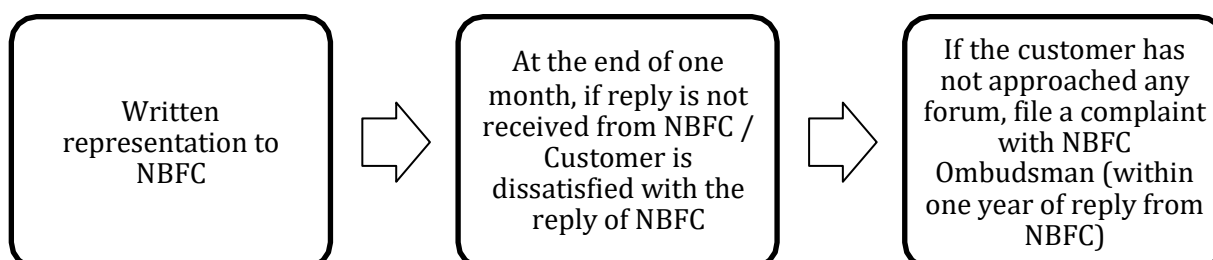 Written
representation to
NBFC
At the end of one
month, if reply is not
received from NBFC /
Customer is
dissatisfied with the
reply of NBFC
If the customer has
not approached any
forum, file a complaint
with NBFC
Ombudsman (within
one year of reply from
NBFC)